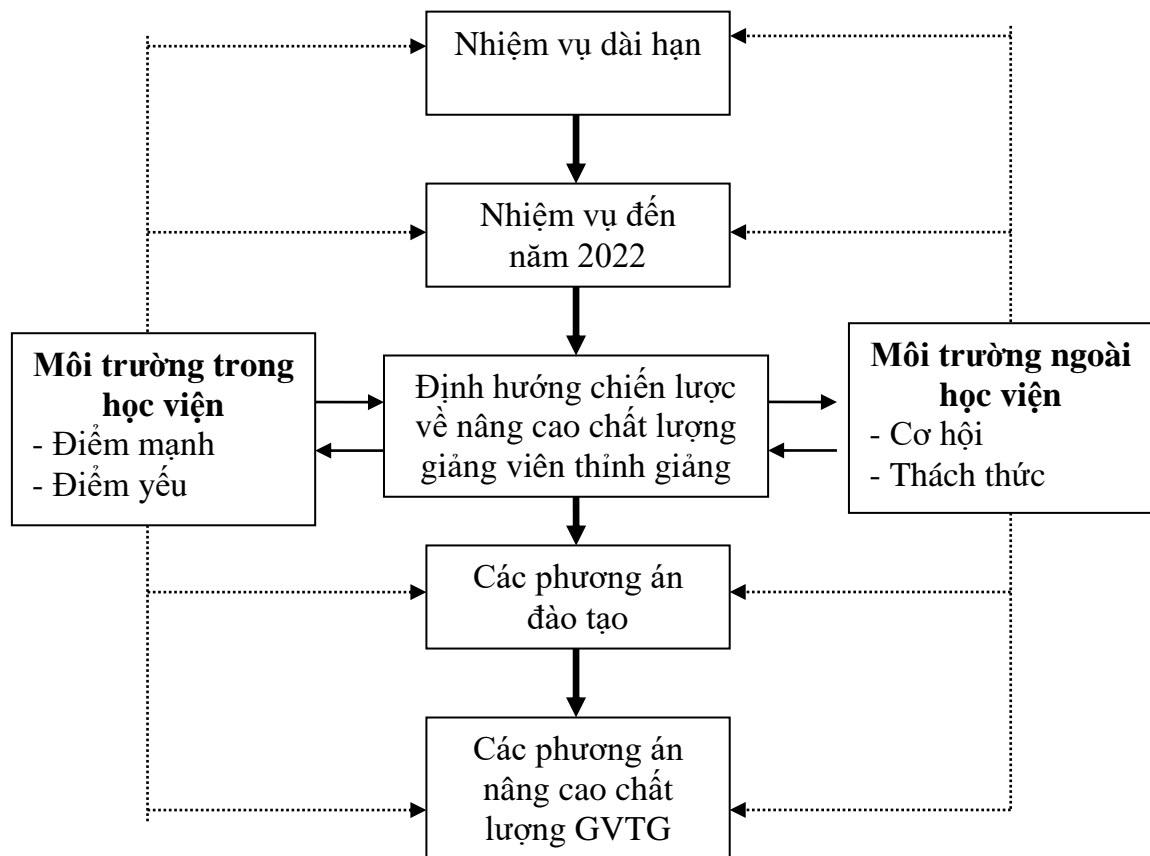 Nhiệm vụ dài hạn
Nhiệm vụ đến
năm 2022
Môi trường trong
học viện
- Điểm mạnh
- Điểm yếu
Định hướng chiến lược
về nâng cao chất lượng
giảng viên thỉnh giảng
Môi trường ngoài
học viện
- Cơ hội
- Thách thức
Các phương án
đào tạo
Các phương án
nâng cao chất
lượng GVTG